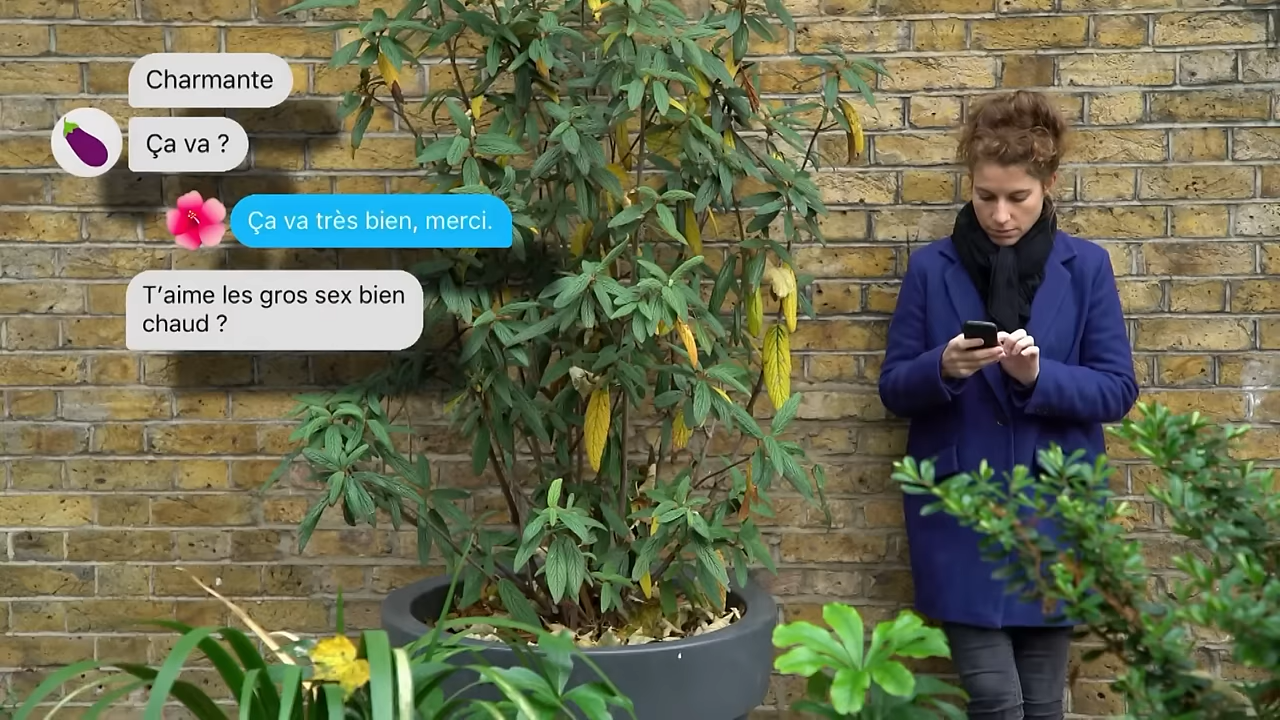 Charmante
Ça va ?
Ça va très bien, merci.
T’aime les gros sex bien
chaud ?